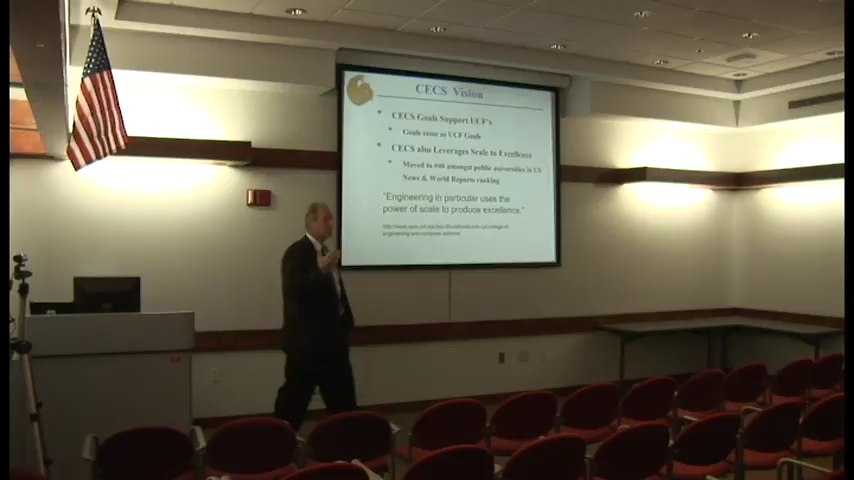 CECS Vision
CECS Goals Support UCF's
Goals same as UCF Goals
CECS also Leverages Scale to Excellence
Moved to #46 amongst public universities in US
News & World Reports ranking
"Engineering in particular uses the
power of scale to produce excellence."